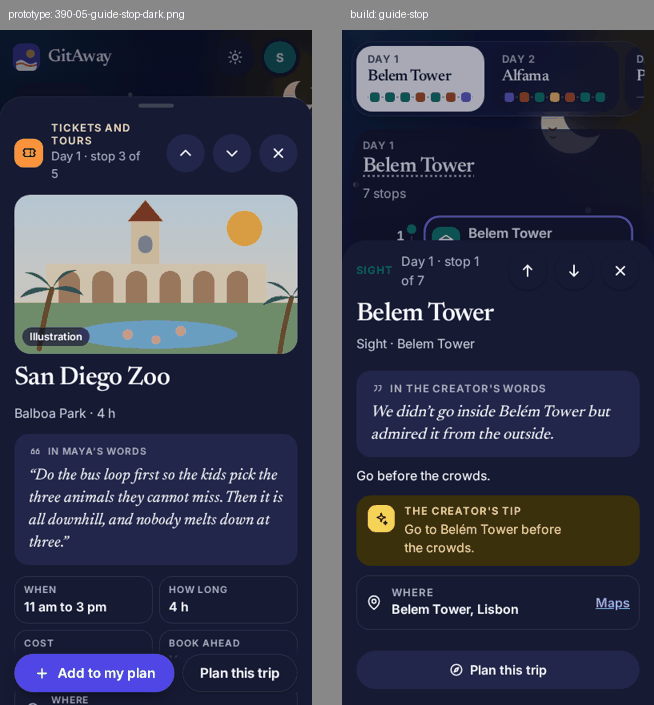 prototype: 390-05-guide-stop-dark.png
GitAway
S
TICKETS AND
TOURS
Day 1 · stop 3 of
5
Illustration
San Diego Zoo
Balboa Park · 4 h
IN MAYA'S WORDS
“Do the bus loop first so the kids pick the
three animals they cannot miss. Then it is
all downhill, and nobody melts down at
three.”
WHEN
11 am to 3 pm
HOW LONG
4 h
COST
BOOK AHEAD
Add to my plan
Plan this trip
WHERE
build: guide-stop
DAY 1
Belem Tower
DAY 2
Alfama
DAY 1
Belem Tower
7 stops
1
Belem Tower
SIGHT
Day 1 · stop 1
of 7
Belem Tower
Sight · Belem Tower
IN THE CREATOR'S WORDS
We didn’t go inside Belém Tower but
admired it from the outside.
Go before the crowds.
THE CREATOR'S TIP
Go to Belém Tower before
the crowds.
WHERE
Belem Tower, Lisbon
Maps
Plan this trip